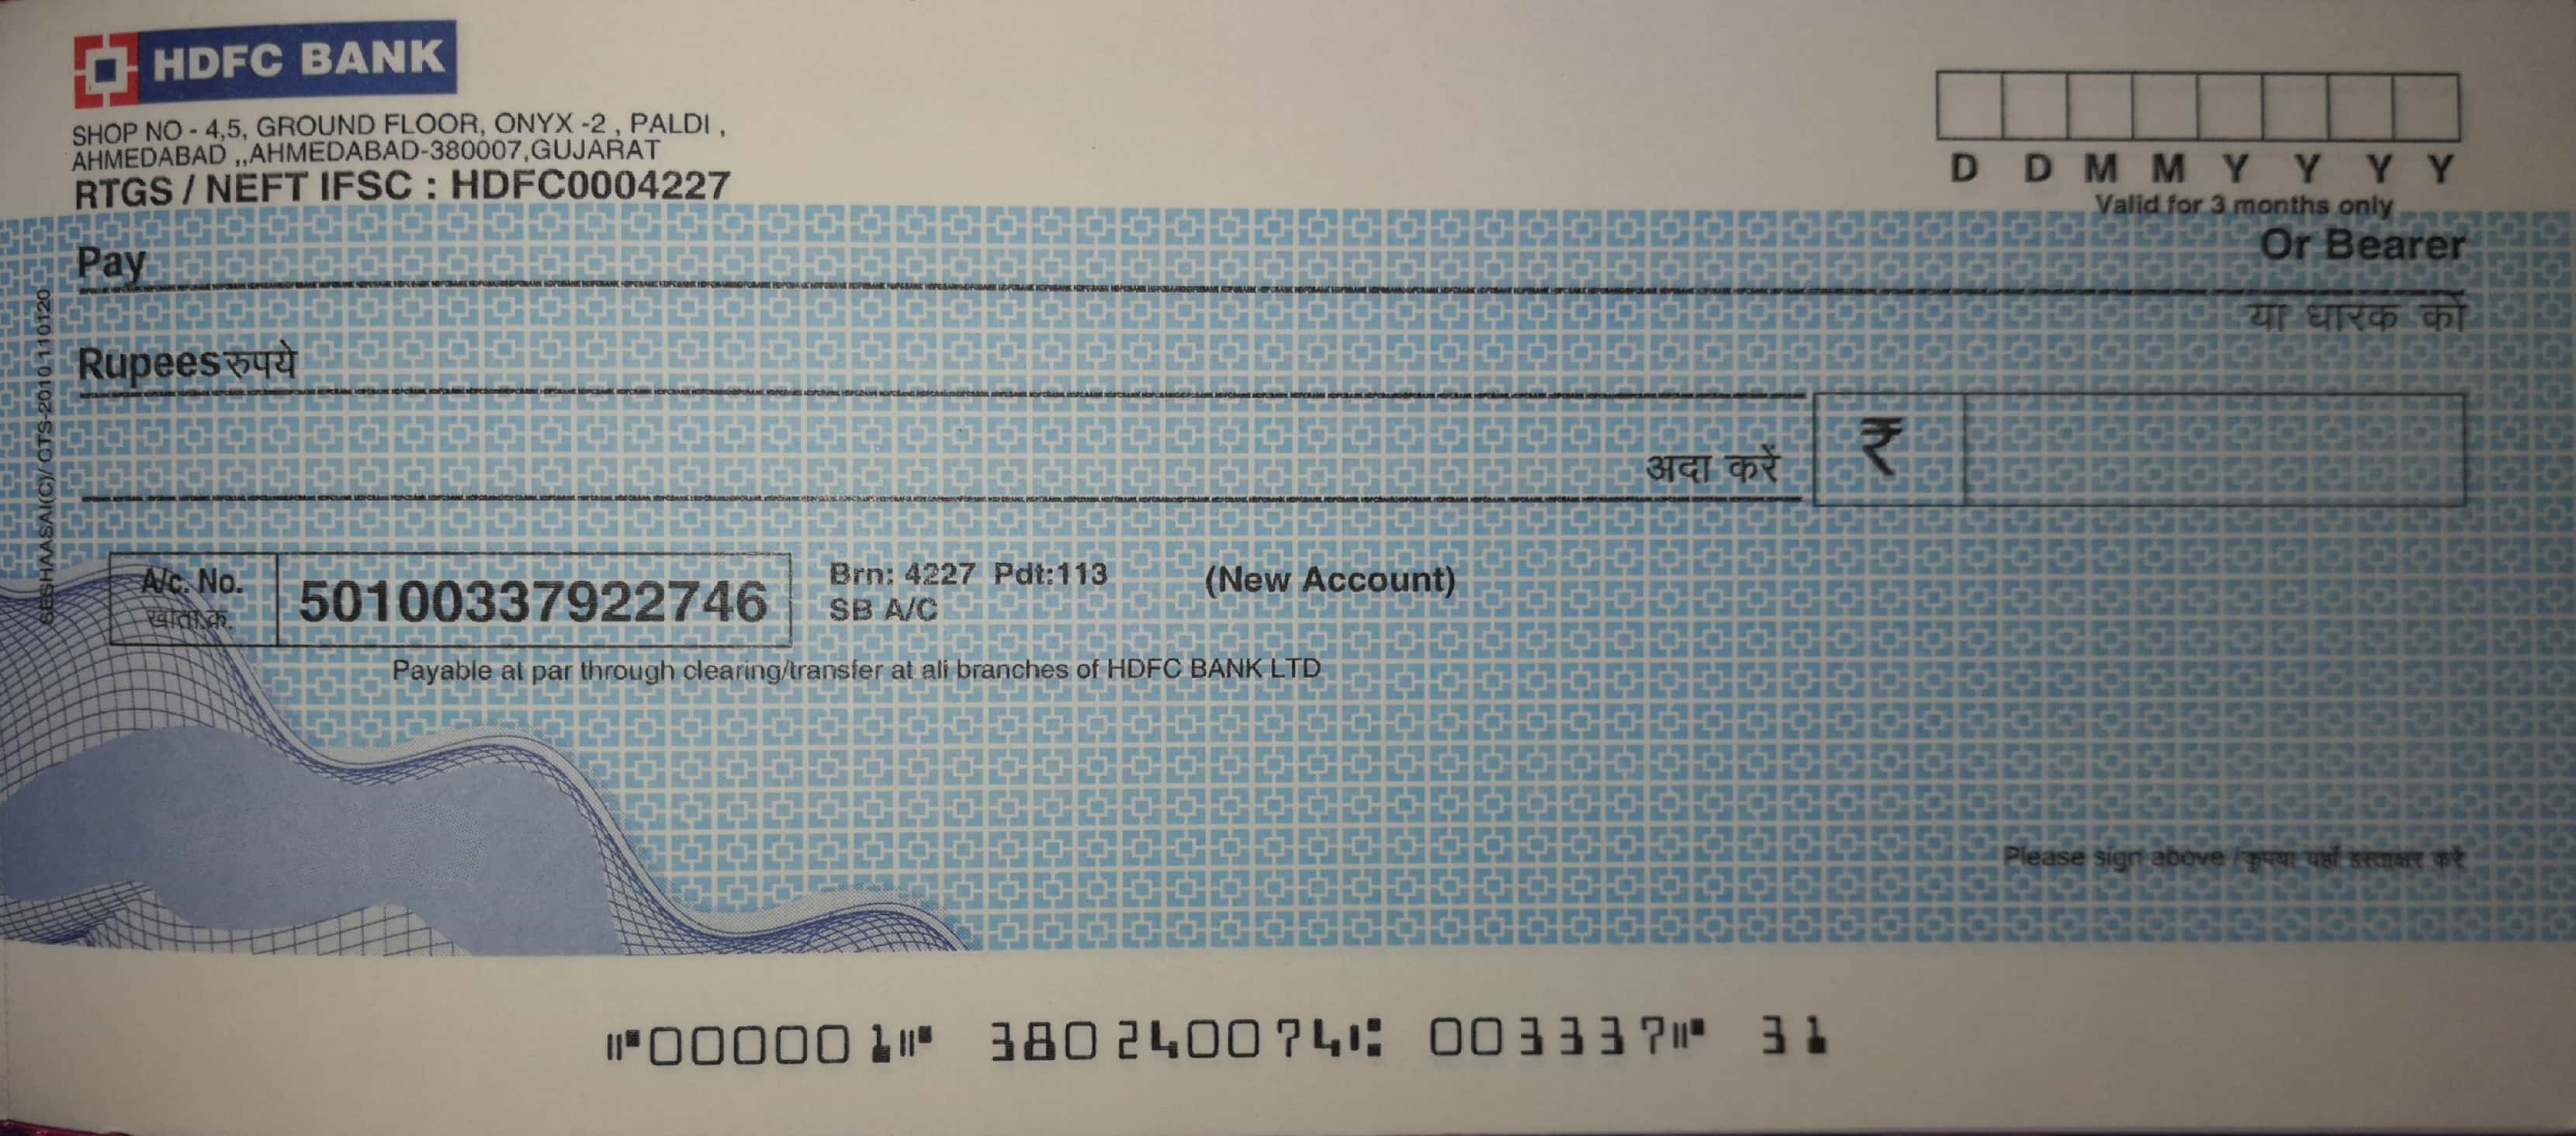 HDFC BANK
SHOP NO - 4,5, GROUND FLOOR, ONYX -2 , PALDI ,
AHMEDABAD ,,AHMEDABAD-380007,GUJARAT
RTGS / NEFT IFSC : HDFC0004227
D D M M Y Y Y Y
Valid for 3 months only
Pay
Or Bearer
या धारक को
Rupees रुपये
अदा करें
₹
SESHAASAI(C)/ CTS-2010-110120
A/c. No.
खाता.क्र.
50100337922746
Brn: 4227 Pdt:113
SB A/C
(New Account)
Payable at par through clearing/transfer at all branches of HDFC BANK LTD
Please sign above / कृपया यहाँ हस्ताक्षर करें
⑈000001⑈ 380240074⑆ 003337⑈ 31